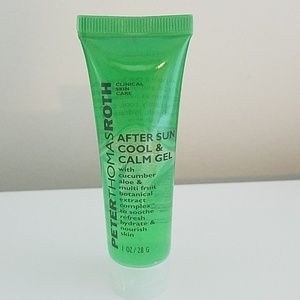 PETERTHOMASROTH
CLINICAL
SKIN
CARE
AFTER SUN
COOL &
CALM GEL
with
cucumber
aloe &
multi fruit
botanical
extract
complex
to soothe
refresh
hydrate &
nourish
skin
1 OZ/28 G